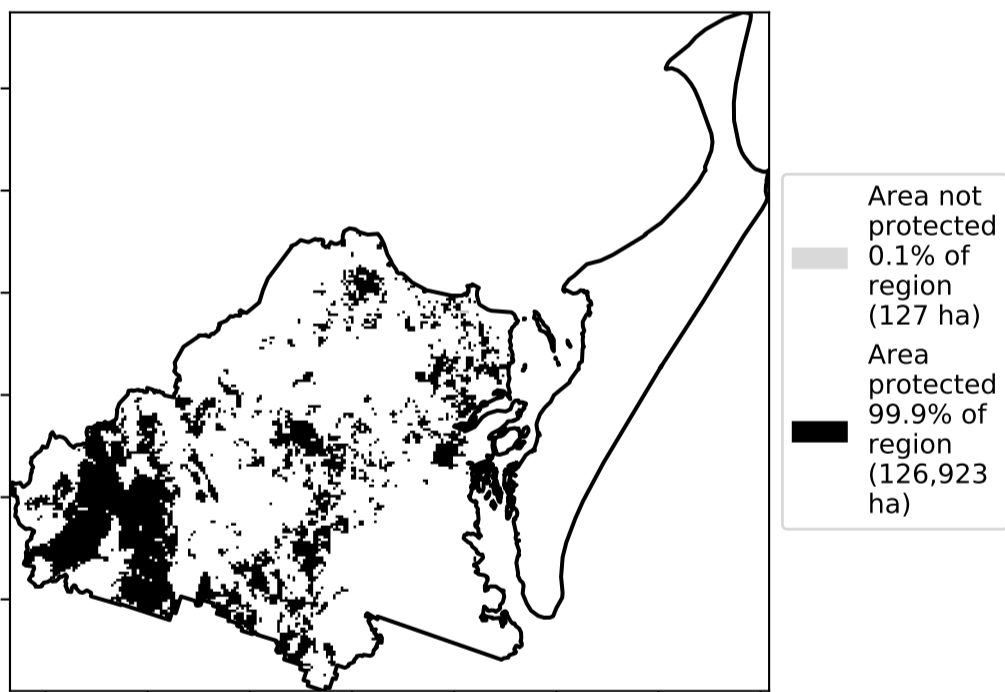 Area not
protected
0.1% of
region
(127 ha)
Area
protected
99.9% of
region
(126,923
ha)